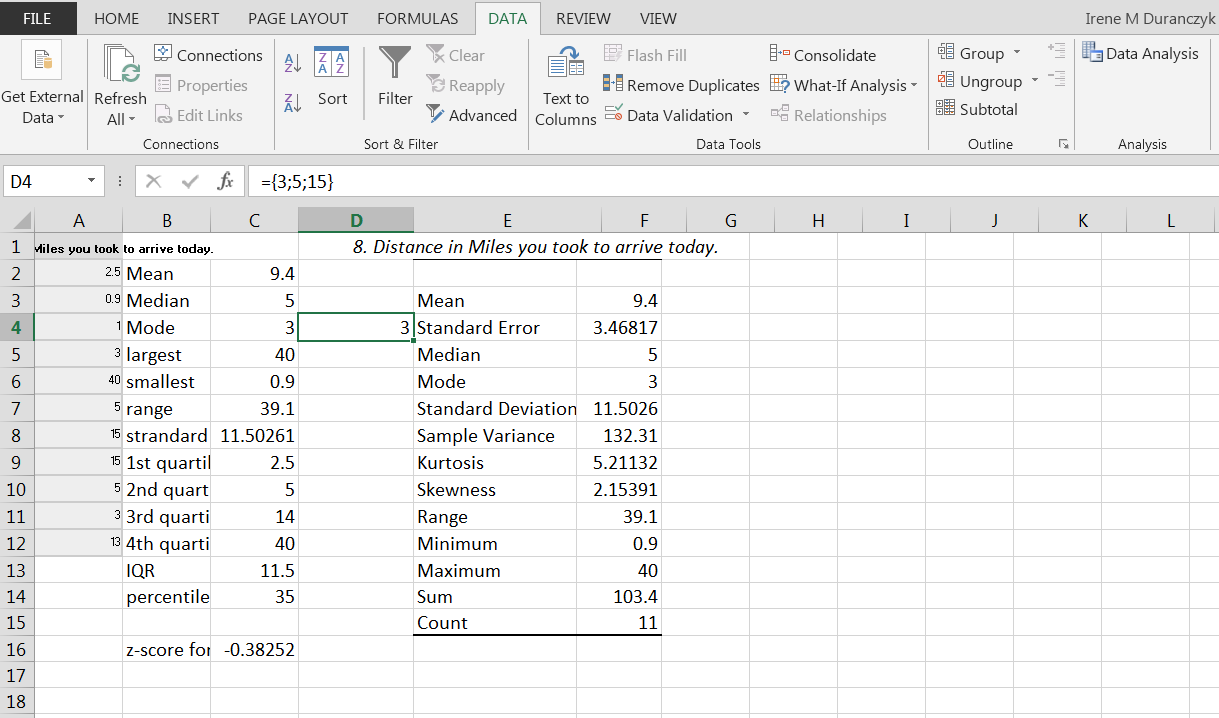 FILE HOME INSERT PAGE LAYOUT FORMULAS DATA REVIEW VIEW Irene M Duranczyk
Get External Data
Refresh All
Connections
Properties
Edit Links
Connections
A Z
Z A
Z A A Z
Sort
Filter
Clear
Reapply
Advanced
Sort & Filter
Text to Columns
Flash Fill
Remove Duplicates
Data Validation
Consolidate
What-If Analysis
Relationships
Data Tools
Group
Ungroup
Subtotal
Outline
Data Analysis
Analysis
D4 fx ={3;5;15}
A B C D E F G H I J K L
1 Miles you took to arrive today. 8. Distance in Miles you took to arrive today.
2 2.5 Mean 9.4
3 0.9 Median 5 Mean 9.4
4 1 Mode 3 3 Standard Error 3.46817
5 3 largest 40 Median 5
6 40 smallest 0.9 Mode 3
7 5 range 39.1 Standard Deviation 11.5026
8 15 strandard 11.50261 Sample Variance 132.31
9 15 1st quartil 2.5 Kurtosis 5.21132
10 5 2nd quart 5 Skewness 2.15391
11 3 3rd quarti 14 Range 39.1
12 13 4th quarti 40 Minimum 0.9
13 IQR 11.5 Maximum 40
14 percentile 35 Sum 103.4
15 Count 11
16 z-score for -0.38252
17
18